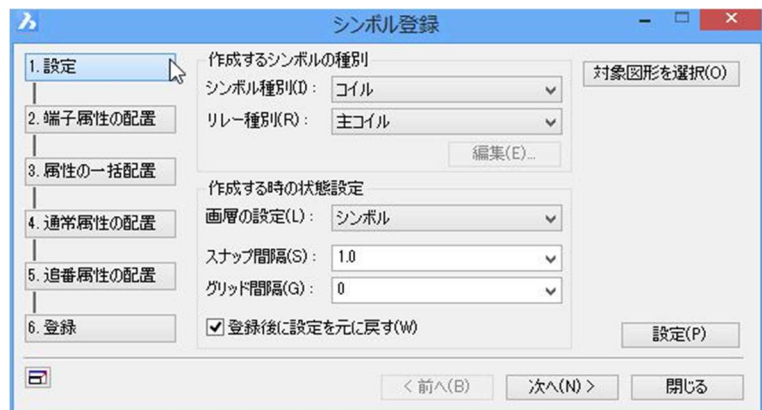 シンボル登録
1. 設定
2. 端子属性の配置
3. 属性の一括配置
4. 通常属性の配置
5. 追番属性の配置
6. 登録
作成するシンボルの種別
シンボル種別(I): コイル
リレー種別(R): 主コイル
編集(E)...
作成する時の状態設定
画層の設定(L): シンボル
スナップ間隔(S): 1.0
グリッド間隔(G): 0
登録後に設定を元に戻す(W)
対象図形を選択(O)
設定(P)
< 前へ(B)
次へ(N) >
閉じる